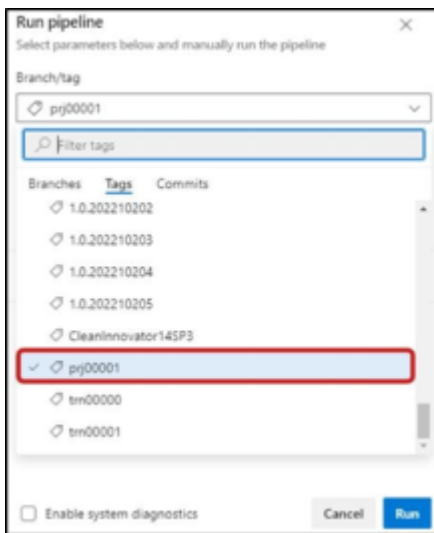 Run pipeline
Select parameters below and manually run the pipeline
Branch/tag
prj00001
Filter tags
Branches Tags Commits
1.0.202210202
1.0.202210203
1.0.202210204
1.0.202210205
CleanInnovator14SP3
prj00001
trn00000
trn00001
Enable system diagnostics
Cancel Run